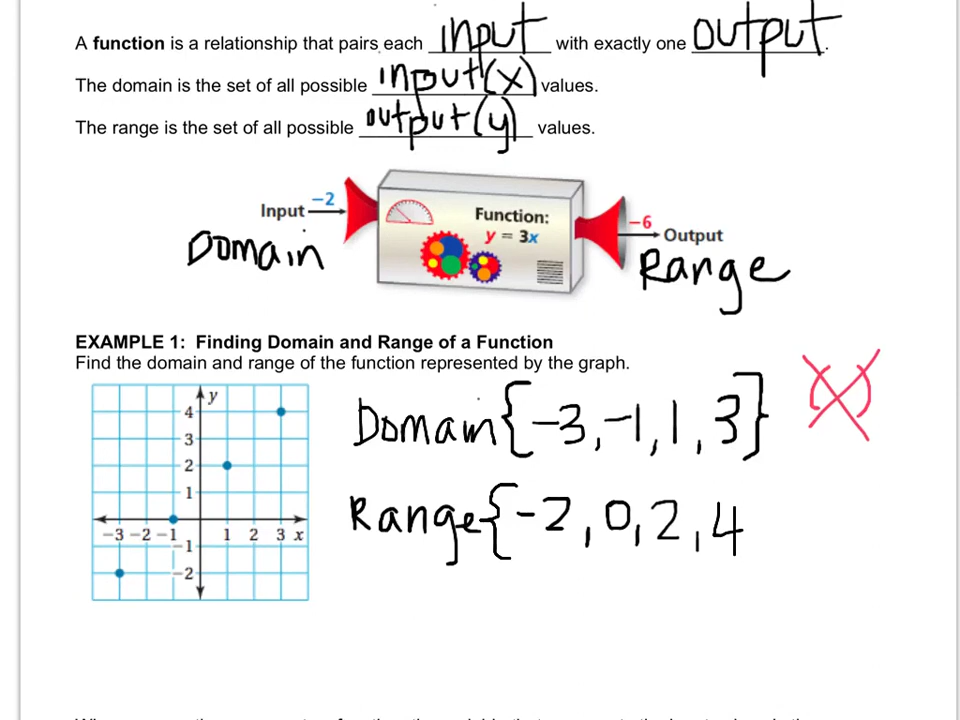 A function is a relationship that pairs each input with exactly one output.
The domain is the set of all possible input(x) values.
The range is the set of all possible output(y) values.
Input -2
Function:
y = 3x
-6 Output
Domain
Range
EXAMPLE 1: Finding Domain and Range of a Function
Find the domain and range of the function represented by the graph.
y
4
3
2
1
-3 -2 -1 1 2 3 x
-1
-2
Domain{-3,-1,1,3}
Range{-2,0,2,4